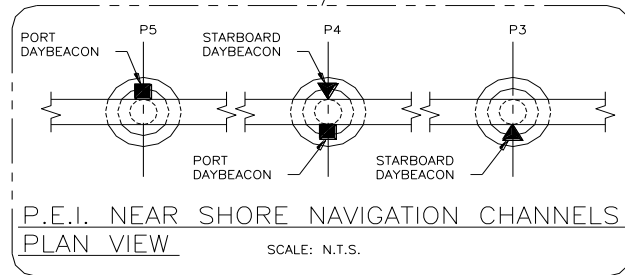 P5
P4
P3
PORT
DAYBEACON
STARBOARD
DAYBEACON
PORT
DAYBEACON
STARBOARD
DAYBEACON
P.E.I. NEAR SHORE NAVIGATION CHANNELS
PLAN VIEW
SCALE: N.T.S.